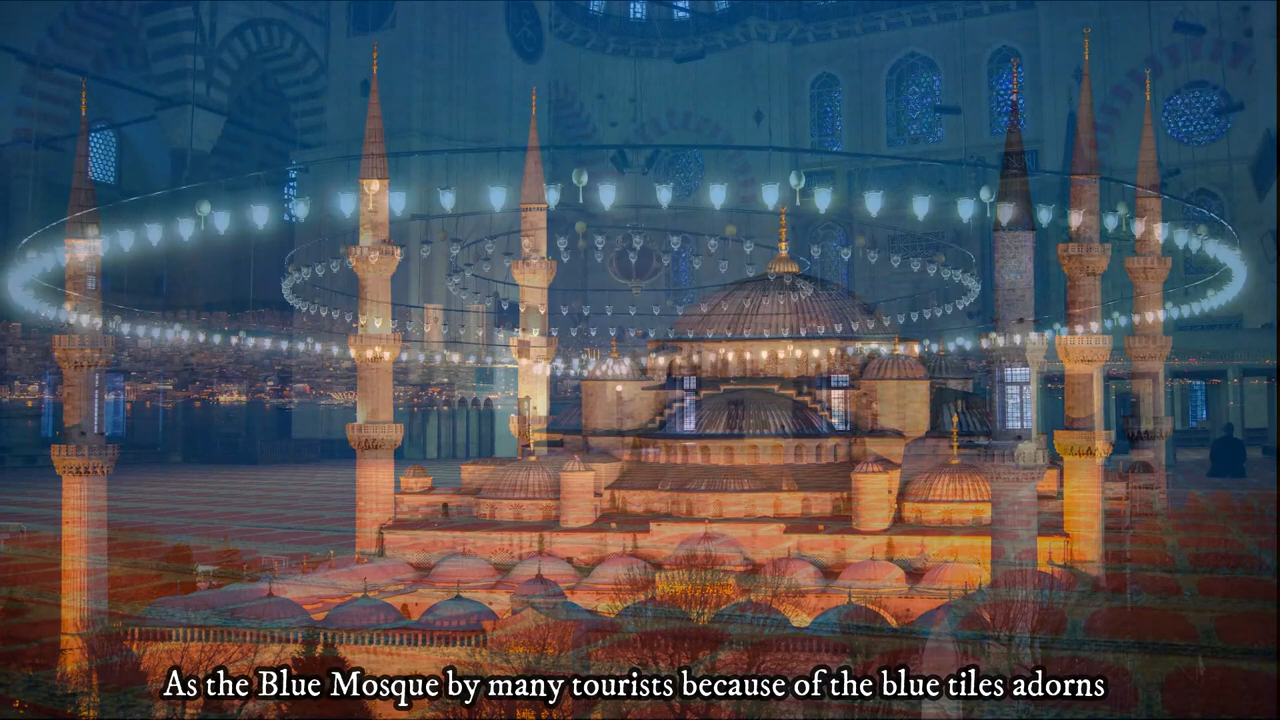 As the Blue Mosque by many tourists because of the blue tiles adorns